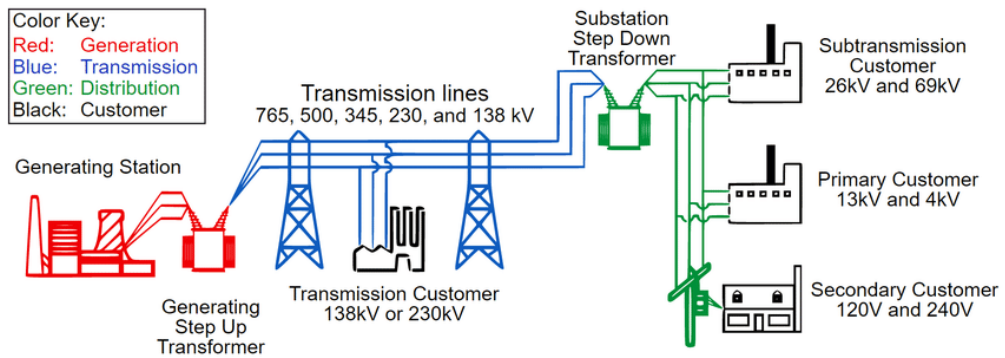 Color Key:
Red: Generation
Blue: Transmission
Green: Distribution
Black: Customer
Generating Station
Generating
Step Up
Transformer
Transmission lines
765, 500, 345, 230, and 138 kV
Transmission Customer
138kV or 230kV
Substation
Step Down
Transformer
Subtransmission
Customer
26kV and 69kV
Primary Customer
13kV and 4kV
Secondary Customer
120V and 240V